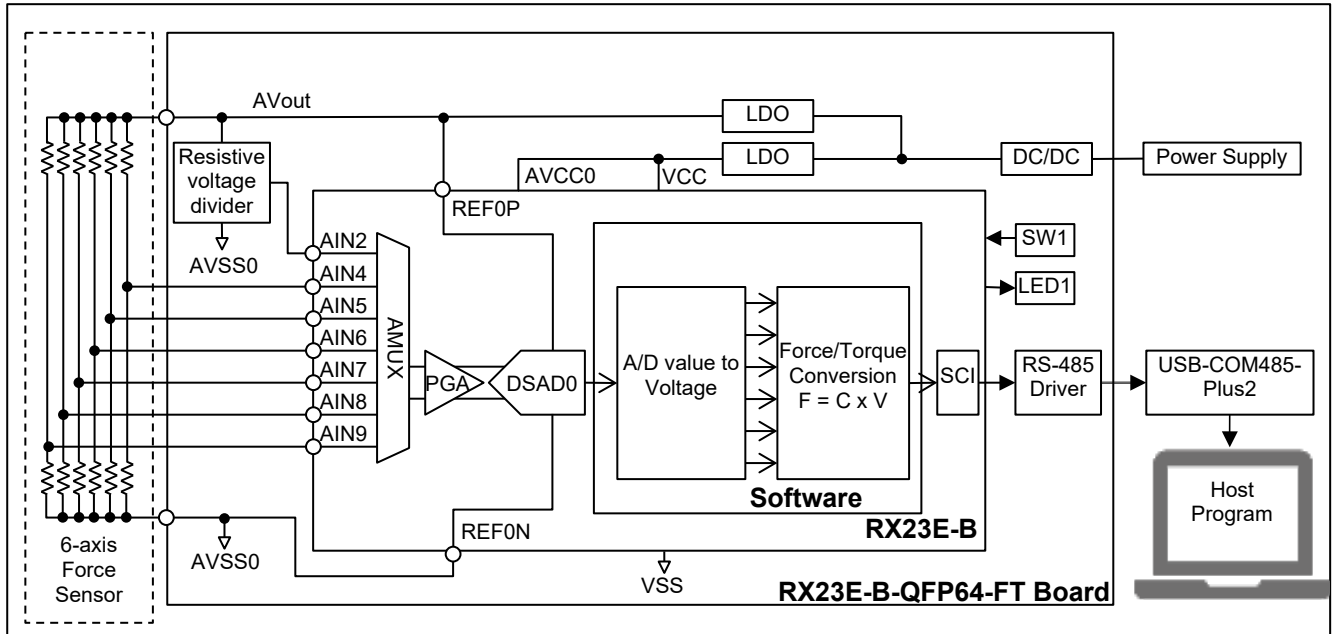 AVout
LDO
Resistive
voltage
divider
LDO
DC/DC
Power Supply
AVCC0
VCC
REF0P
AVSS0
AIN2
AIN4
AIN5
AIN6
AIN7
AIN8
AIN9
AMUX
PGA
DSAD0
A/D value to
Voltage
Force/Torque
Conversion
F = C x V
SCI
SW1
LED1
RS-485
Driver
USB-COM485-
Plus2
Software
RX23E-B
Host
Program
REF0N
AVSS0
VSS
6-axis
Force
Sensor
RX23E-B-QFP64-FT Board